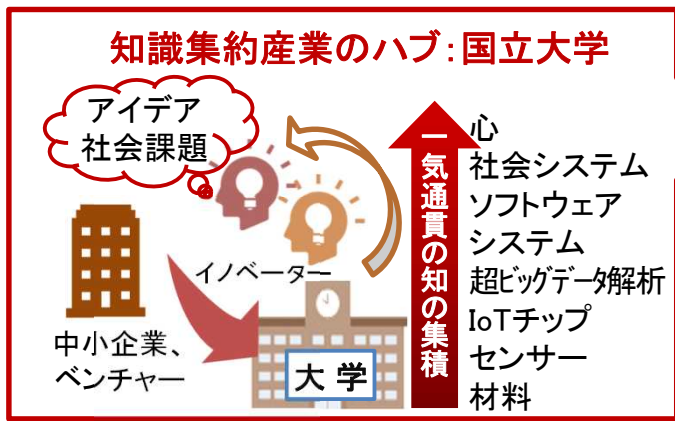 知識集約産業のハブ：国立大学
アイデア
社会課題
イノベーター
中小企業、
ベンチャー
大学
一気通貫の知の集積
心
社会システム
ソフトウェア
システム
超ビッグデータ解析
IoTチップ
センサー
材料